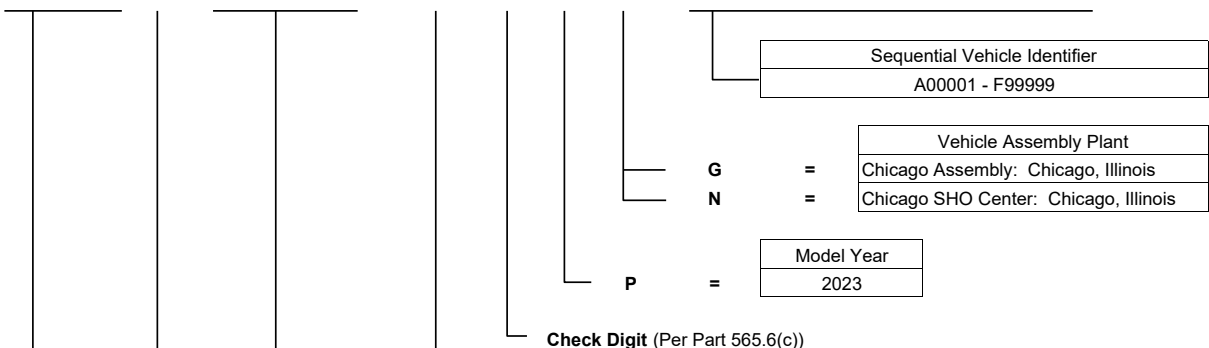 Sequential Vehicle Identifier
A00001 - F99999
Vehicle Assembly Plant
G = Chicago Assembly: Chicago, Illinois
N = Chicago SHO Center: Chicago, Illinois
Model Year
P = 2023
Check Digit (Per Part 565.6(c))